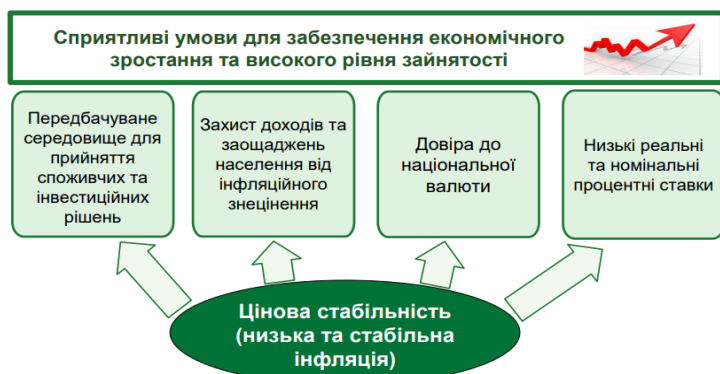 Сприятливі умови для забезпечення економічного
зростання та високого рівня зайнятості
Передбачуване
середовище для
прийняття
споживчих та
інвестиційних
рішень
Захист доходів та
заощаджень
населення від
інфляційного
знецінення
Довіра до
національної
валюти
Низькі реальні
та номінальні
процентні ставки
Цінова стабільність
(низька та стабільна
інфляція)